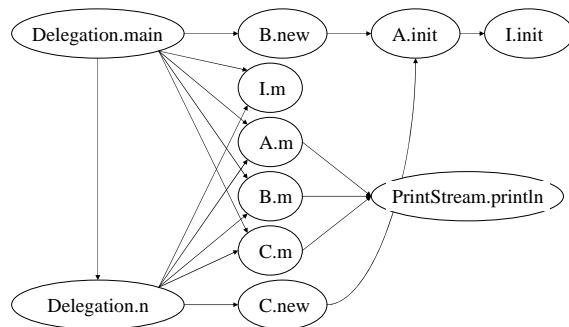 Delegation.main
B.new
A.init
I.init
I.m
A.m
B.m
PrintStream.println
C.m
Delegation.n
C.new